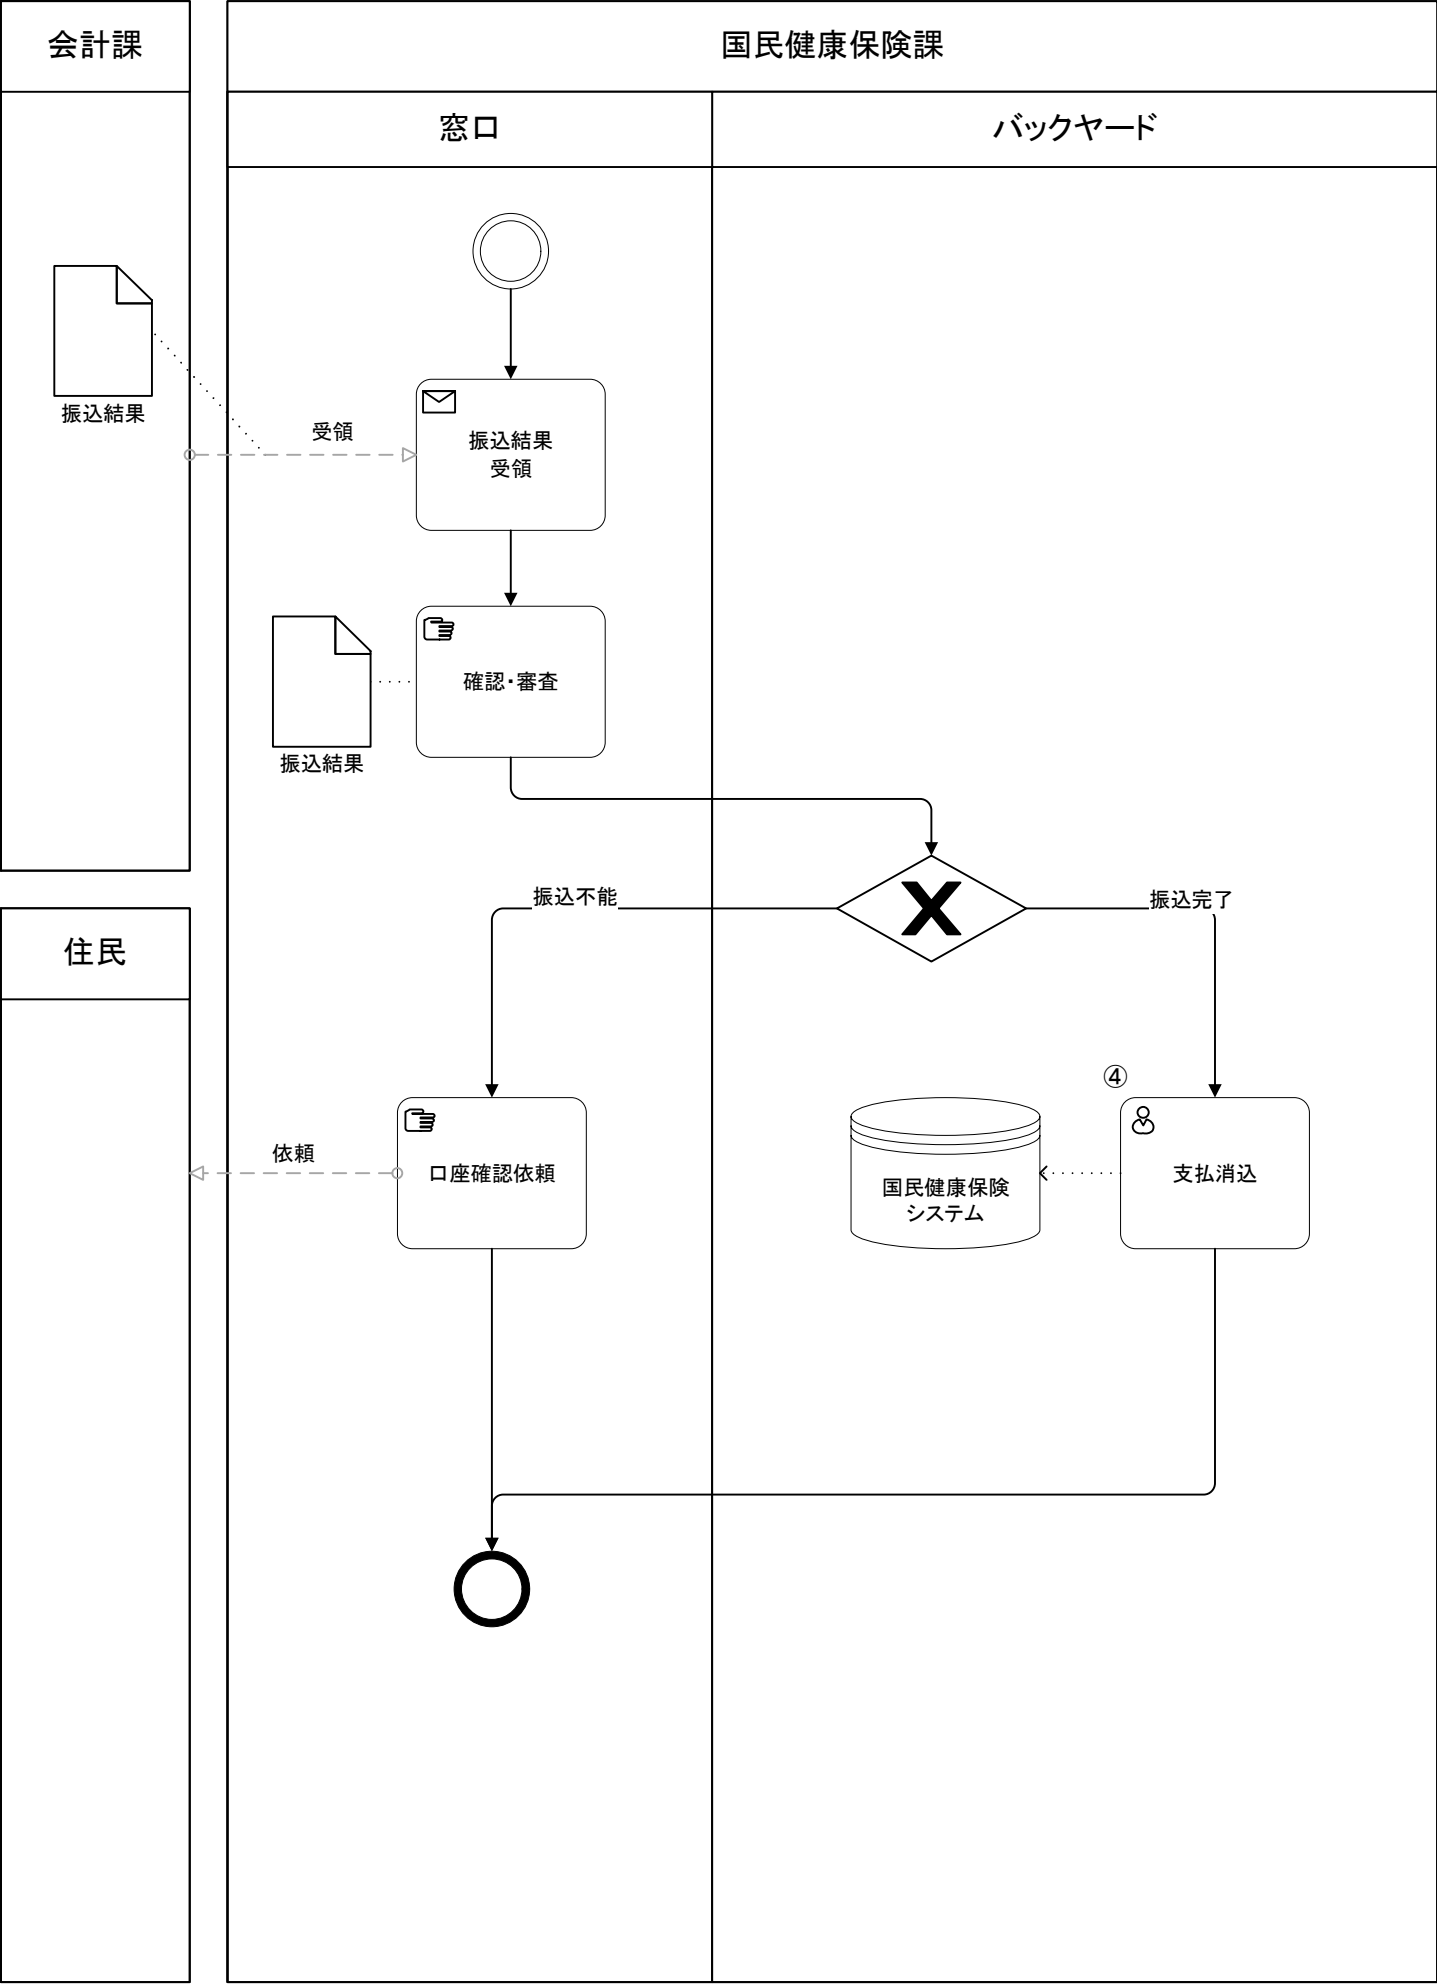 会計課
国民健康保険課
窓口
バックヤード
振込結果
受領
振込結果
受領
確認・審査
振込結果
振込不能
振込完了
住民
④
依頼
口座確認依頼
国民健康保険
システム
支払消込